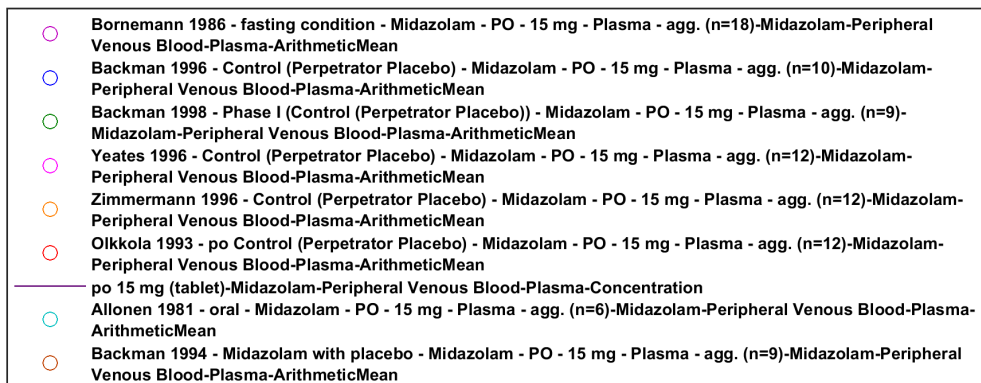 Bornemann 1986 - fasting condition - Midazolam - PO - 15 mg - Plasma - agg. (n=18)-Midazolam-Peripheral
Venous Blood-Plasma-ArithmeticMean
Backman 1996 - Control (Perpetrator Placebo) - Midazolam - PO - 15 mg - Plasma - agg. (n=10)-Midazolam-
Peripheral Venous Blood-Plasma-ArithmeticMean
Backman 1998 - Phase I (Control (Perpetrator Placebo)) - Midazolam - PO - 15 mg - Plasma - agg. (n=9)-
Midazolam-Peripheral Venous Blood-Plasma-ArithmeticMean
Yeates 1996 - Control (Perpetrator Placebo) - Midazolam - PO - 15 mg - Plasma - agg. (n=12)-Midazolam-
Peripheral Venous Blood-Plasma-ArithmeticMean
Zimmermann 1996 - Control (Perpetrator Placebo) - Midazolam - PO - 15 mg - Plasma - agg. (n=12)-Midazolam-
Peripheral Venous Blood-Plasma-ArithmeticMean
Olkkola 1993 - po Control (Perpetrator Placebo) - Midazolam - PO - 15 mg - Plasma - agg. (n=12)-Midazolam-
Peripheral Venous Blood-Plasma-ArithmeticMean
po 15 mg (tablet)-Midazolam-Peripheral Venous Blood-Plasma-Concentration
Allonen 1981 - oral - Midazolam - PO - 15 mg - Plasma - agg. (n=6)-Midazolam-Peripheral Venous Blood-Plasma-
ArithmeticMean
Backman 1994 - Midazolam with placebo - Midazolam - PO - 15 mg - Plasma - agg. (n=9)-Midazolam-Peripheral
Venous Blood-Plasma-ArithmeticMean